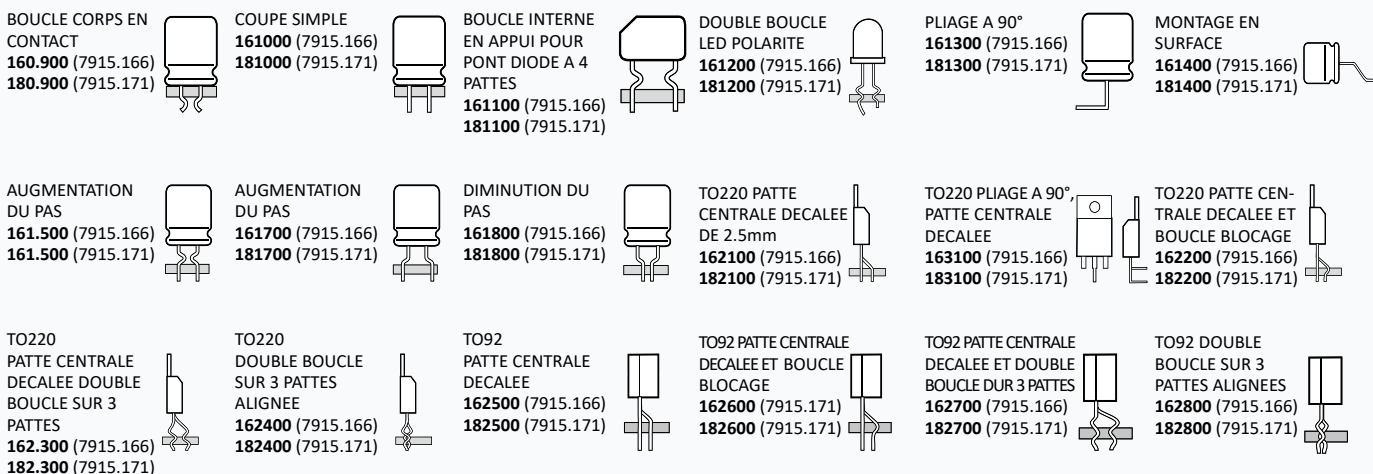 BOUCLE CORPS EN
CONTACT
160.900 (7915.166)
180.900 (7915.171)
COUPE SIMPLE
161000 (7915.166)
181000 (7915.171)
BOUCLE INTERNE
EN APPUI POUR
PONT DIODE A 4
PATTES
161100 (7915.166)
181100 (7915.171)
DOUBLE BOUCLE
LED POLARITE
161200 (7915.166)
181200 (7915.171)
PLIAGE A 90°
161300 (7915.166)
181300 (7915.171)
MONTAGE EN
SURFACE
161400 (7915.166)
181400 (7915.171)
AUGMENTATION
DU PAS
161.500 (7915.166)
161.500 (7915.171)
AUGMENTATION
DU PAS
161700 (7915.166)
181700 (7915.171)
DIMINUTION DU
PAS
161800 (7915.166)
181800 (7915.171)
TO220 PATTE
CENTRALE DECALEE
DE 2.5mm
162100 (7915.166)
182100 (7915.171)
TO220 PLIAGE A 90°,
PATTE CENTRALE
DECALEE
163100 (7915.166)
183100 (7915.171)
TO220 PATTE CEN-
TRALE DECALEE ET
BOUCLE BLOCAGE
162200 (7915.166)
182200 (7915.171)
TO220
PATTE CENTRALE
DECALEE DOUBLE
BOUCLE SUR 3
PATTES
162.300 (7915.166)
182.300 (7915.171)
TO220
DOUBLE BOUCLE
SUR 3 PATTES
ALIGNEE
162400 (7915.166)
182400 (7915.171)
TO92
PATTE CENTRALE
DECALEE
162500 (7915.166)
182500 (7915.171)
TO92 PATTE CENTRALE
DECALEE ET BOUCLE
BLOCAGE
162600 (7915.171)
182600 (7915.171)
TO92 PATTE CENTRALE
DECALEE ET DOUBLE
BOUCLE DUR 3 PATTES
162700 (7915.166)
182700 (7915.171)
TO92 DOUBLE
BOUCLE SUR 3
PATTES ALIGNEES
162800 (7915.166)
182800 (7915.171)